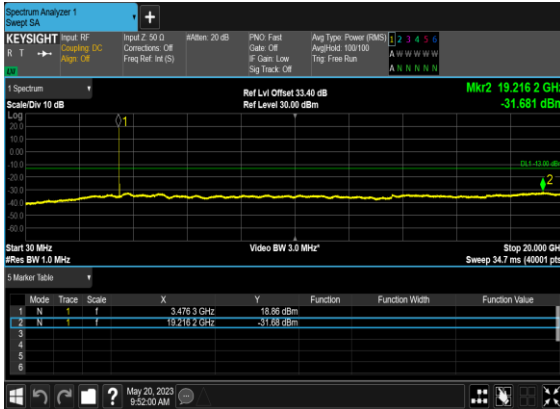 Spectrum Analyzer 1
Swept SA
+
KEYSIGHT Input: RF Input Z: 50 Ω #Atten: 20 dB PNO: Fast Avg Type: Power (RMS) 1 2 3 4 5 6
R T Coupling: DC Corrections: Off Gate: Off Avg|Hold: 100/100 A W W W W W
Align: Off Freq Ref: Int (S) IF Gain: Low Trig: Free Run
Sig Track: Off A N N N N N
1 Spectrum Ref Lvl Offset 33.40 dB Mkr2 19.216 2 GHz
Scale/Div 10 dB Ref Level 30.00 dBm -31.681 dBm
Log
20.0
10.0
0.00
-10.0
-20.0
-30.0
-40.0
-50.0
-60.0
1
DL1 -13.00 dBm
2
Start 30 MHz Video BW 3.0 MHz* Stop 20.000 GHz
#Res BW 1.0 MHz Sweep 34.7 ms (40001 pts)
5 Marker Table
Mode Trace Scale X Y Function Function Width Function Value
1 N 1 f 3.476 3 GHz 18.86 dBm
2 N 1 f 19.216 2 GHz -31.68 dBm
3
4
5
6
?
May 20, 2023
9:52:00 AM